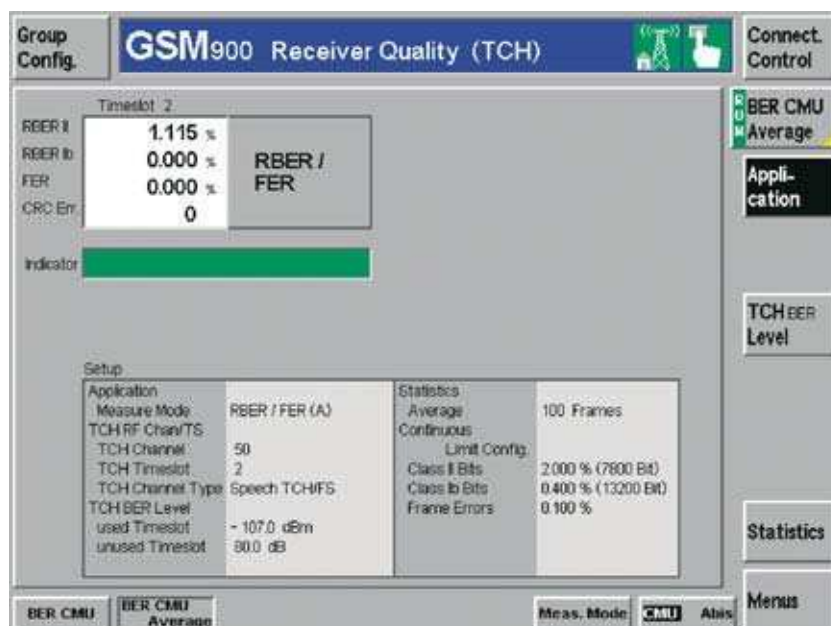 Group Config.
GSM900 Receiver Quality (TCH)
Connect. Control
Timeslot 2
RBER II 1.115 %
RBER Ib 0.000 %
FER 0.000 %
CRC Err. 0
RBER / FER
Indicator
RUN
BER CMU Average
Appli-
cation
TCH BER Level
Setup
Application
Measure Mode RBER / FER (A)
TCH RF Chan/TS
TCH Channel 50
TCH Timeslot 2
TCH Channel Type Speech TCH/FS
TCH BER Level
used Timeslot - 107.0 dBm
unused Timeslot 80.0 dB
Statistics
Average 100 Frames
Continuous
Limit Config.
Class II Bits 2.000 % (7800 Bit)
Class Ib Bits 0.400 % (13200 Bit)
Frame Errors 0.100 %
Statistics
Menus
BER CMU
BER CMU Average
Meas. Mode
CMU Abis